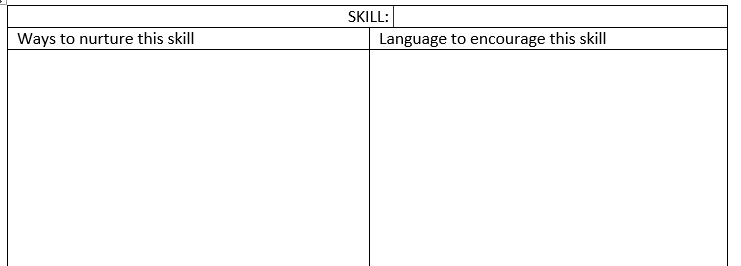 SKILL:
Ways to nurture this skill
Language to encourage this skill